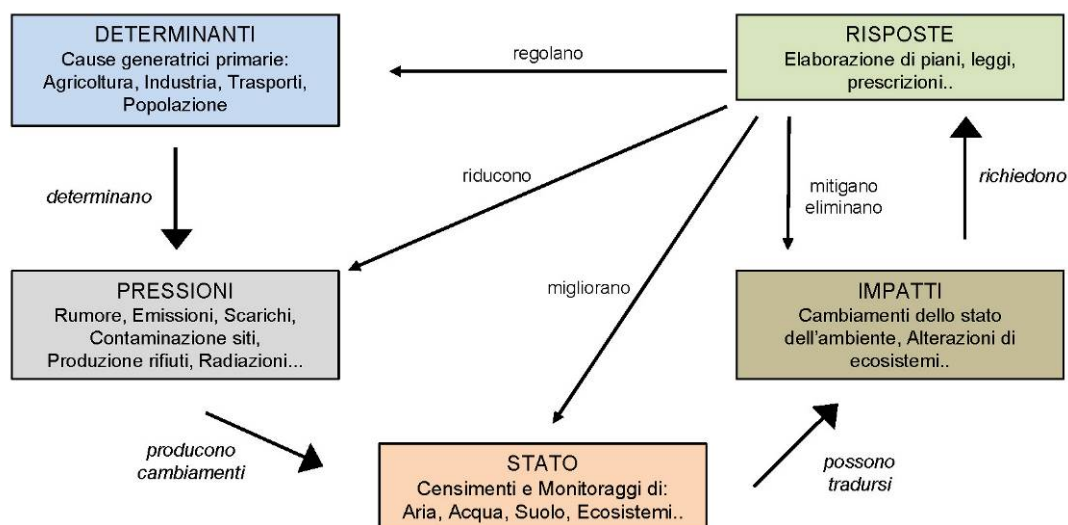 DETERMINANTI
Cause generatrici primarie:
Agricoltura, Industria, Trasporti,
Popolazione
regolano
RISPOSTE
Elaborazione di piani, leggi,
prescrizioni..
determinano
riducono
mitigano
eliminano
richiedono
PRESSIONI
Rumore, Emissioni, Scarichi,
Contaminazione siti,
Produzione rifiuti, Radiazioni...
migliorano
IMPATTI
Cambiamenti dello stato
dell'ambiente, Alterazioni di
ecosistemi..
producono
cambiamenti
STATO
Censimenti e Monitoraggi di:
Aria, Acqua, Suolo, Ecosistemi..
possono
tradursi